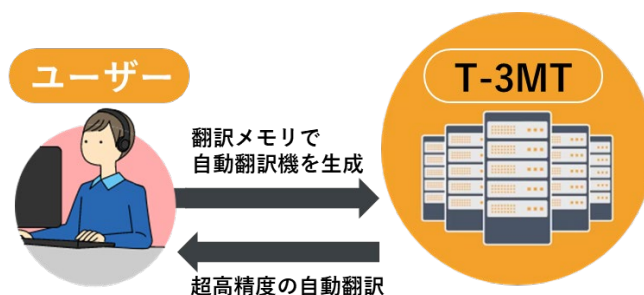 ユーザー
T-3MT
翻訳メモリで
自動翻訳機を生成
超高精度の自動翻訳